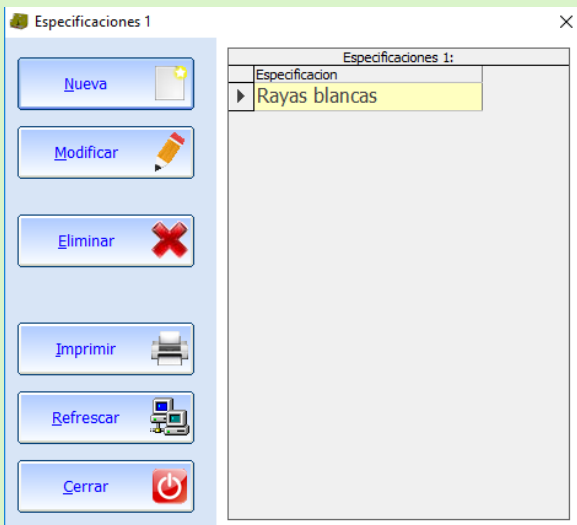 Especificaciones 1
Nueva
Modificar
Eliminar
Imprimir
Refrescar
Cerrar
Especificaciones 1:
Especificacion
Rayas blancas